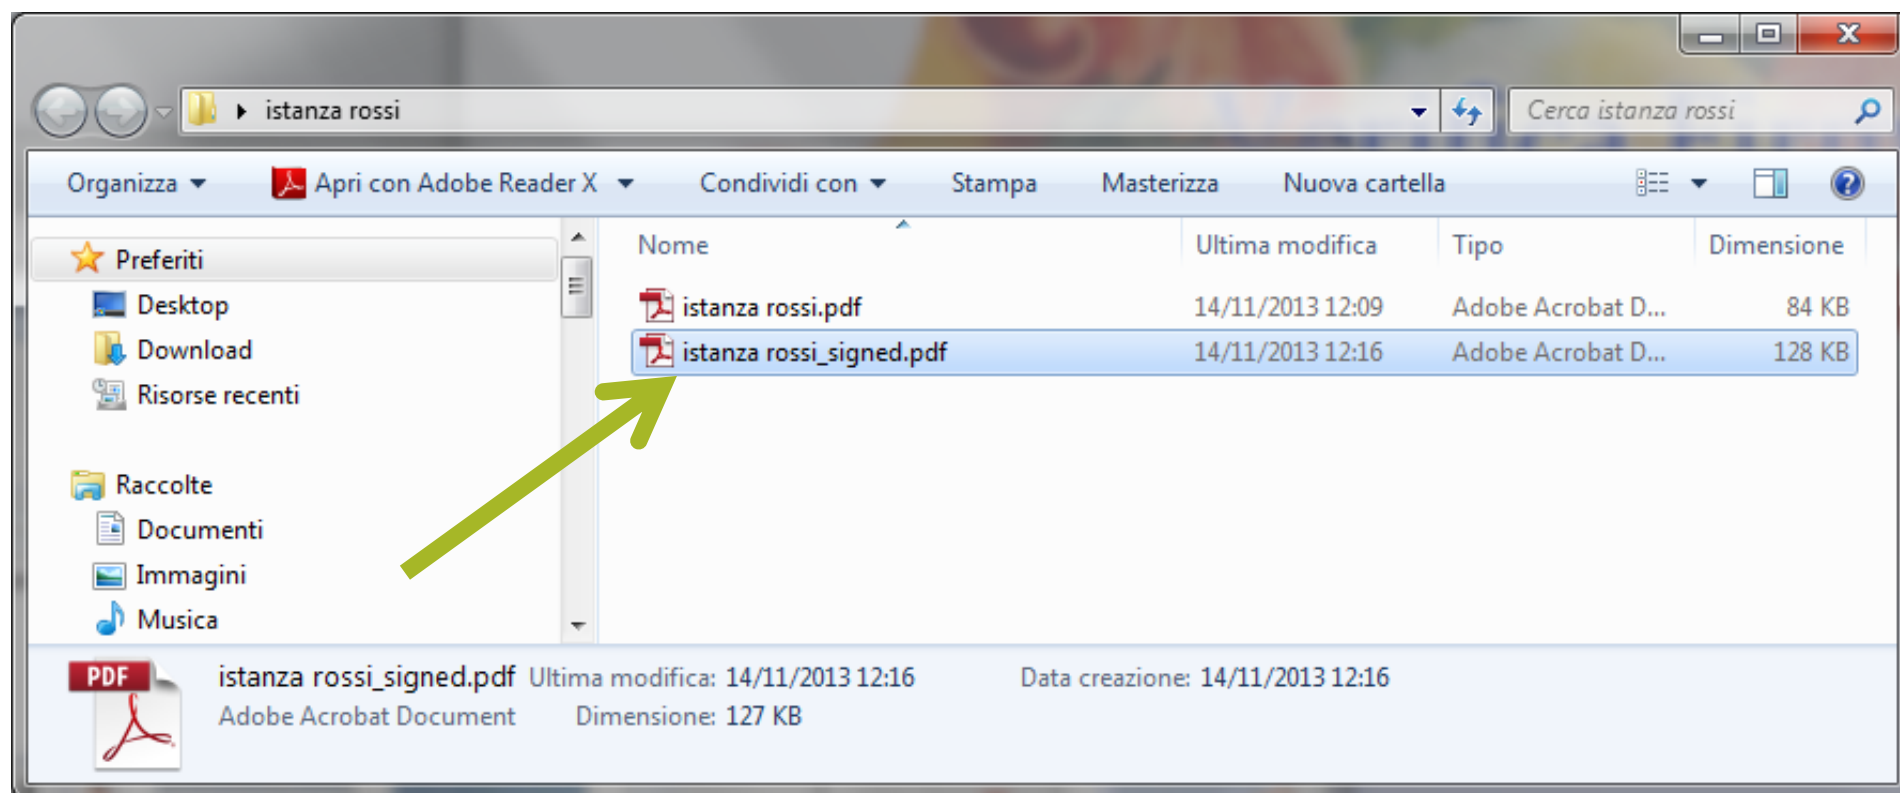 istanza rossi
Cerca istanza rossi
Organizza Apri con Adobe Reader X Condividi con Stampa Masterizza Nuova cartella
Preferiti
Desktop
Download
Risorse recenti
Raccolte
Documenti
Immagini
Musica
Nome Ultima modifica Tipo Dimensione
istanza rossi.pdf 14/11/2013 12:09 Adobe Acrobat D... 84 KB
istanza rossi_signed.pdf 14/11/2013 12:16 Adobe Acrobat D... 128 KB
PDF
istanza rossi_signed.pdf Ultima modifica: 14/11/2013 12:16 Data creazione: 14/11/2013 12:16
Adobe Acrobat Document Dimensione: 127 KB